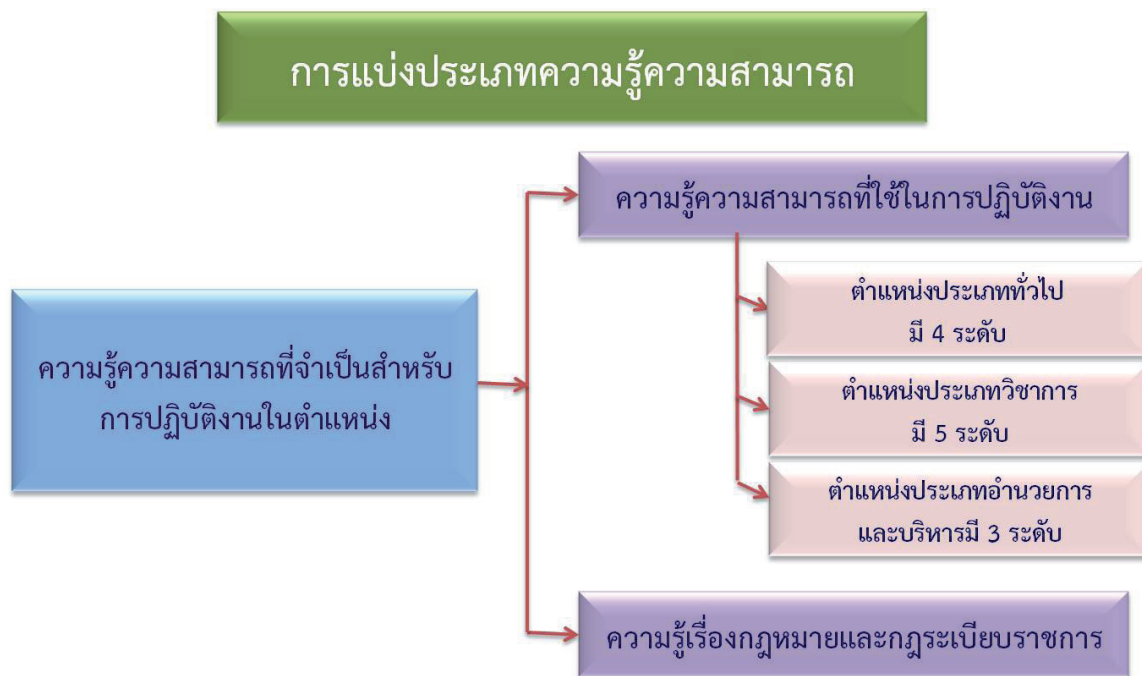 การแบ่งประเภทความรู้ความสามารถ
ความรู้ความสามารถที่ใช้ในการปฏิบัติงาน
ตำแหน่งประเภททั่วไป
มี 4 ระดับ
ความรู้ความสามารถที่จำเป็นสำหรับ
การปฏิบัติงานในตำแหน่ง
ตำแหน่งประเภทวิชาการ
มี 5 ระดับ
ตำแหน่งประเภทอำนวยการ
และบริหารมี 3 ระดับ
ความรู้เรื่องกฎหมายและกฎระเบียบราชการ